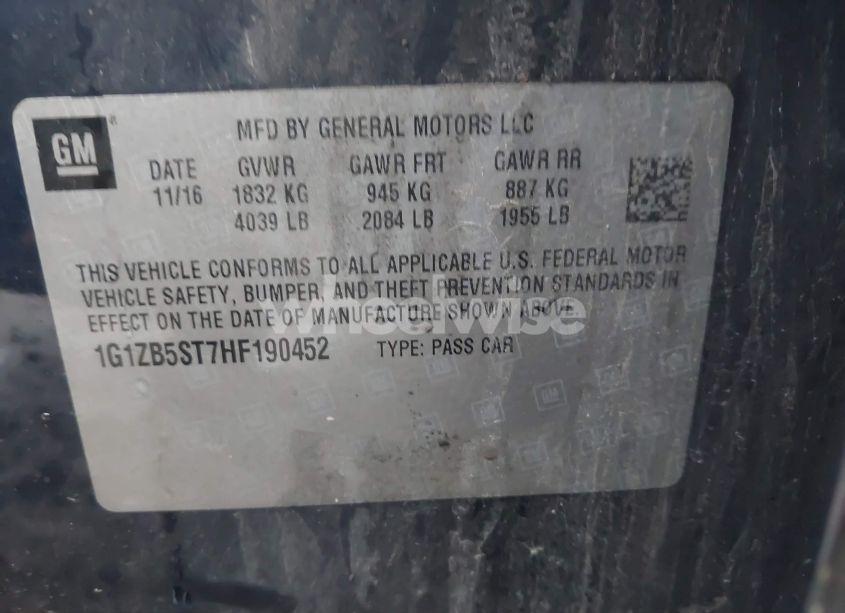 GM
MFD BY GENERAL MOTORS LLC
DATE GVWR GAWR FRT GAWR RR
11/16 1832 KG 945 KG 887 KG
4039 LB 2084 LB 1955 LB
THIS VEHICLE CONFORMS TO ALL APPLICABLE U.S. FEDERAL MOTOR
VEHICLE SAFETY, BUMPER, AND THEFT PREVENTION STANDARDS IN
EFFECT ON THE DATE OF MANUFACTURE SHOWN ABOVE.
wheelwise
1G1ZB5ST7HF190452 TYPE: PASS CAR